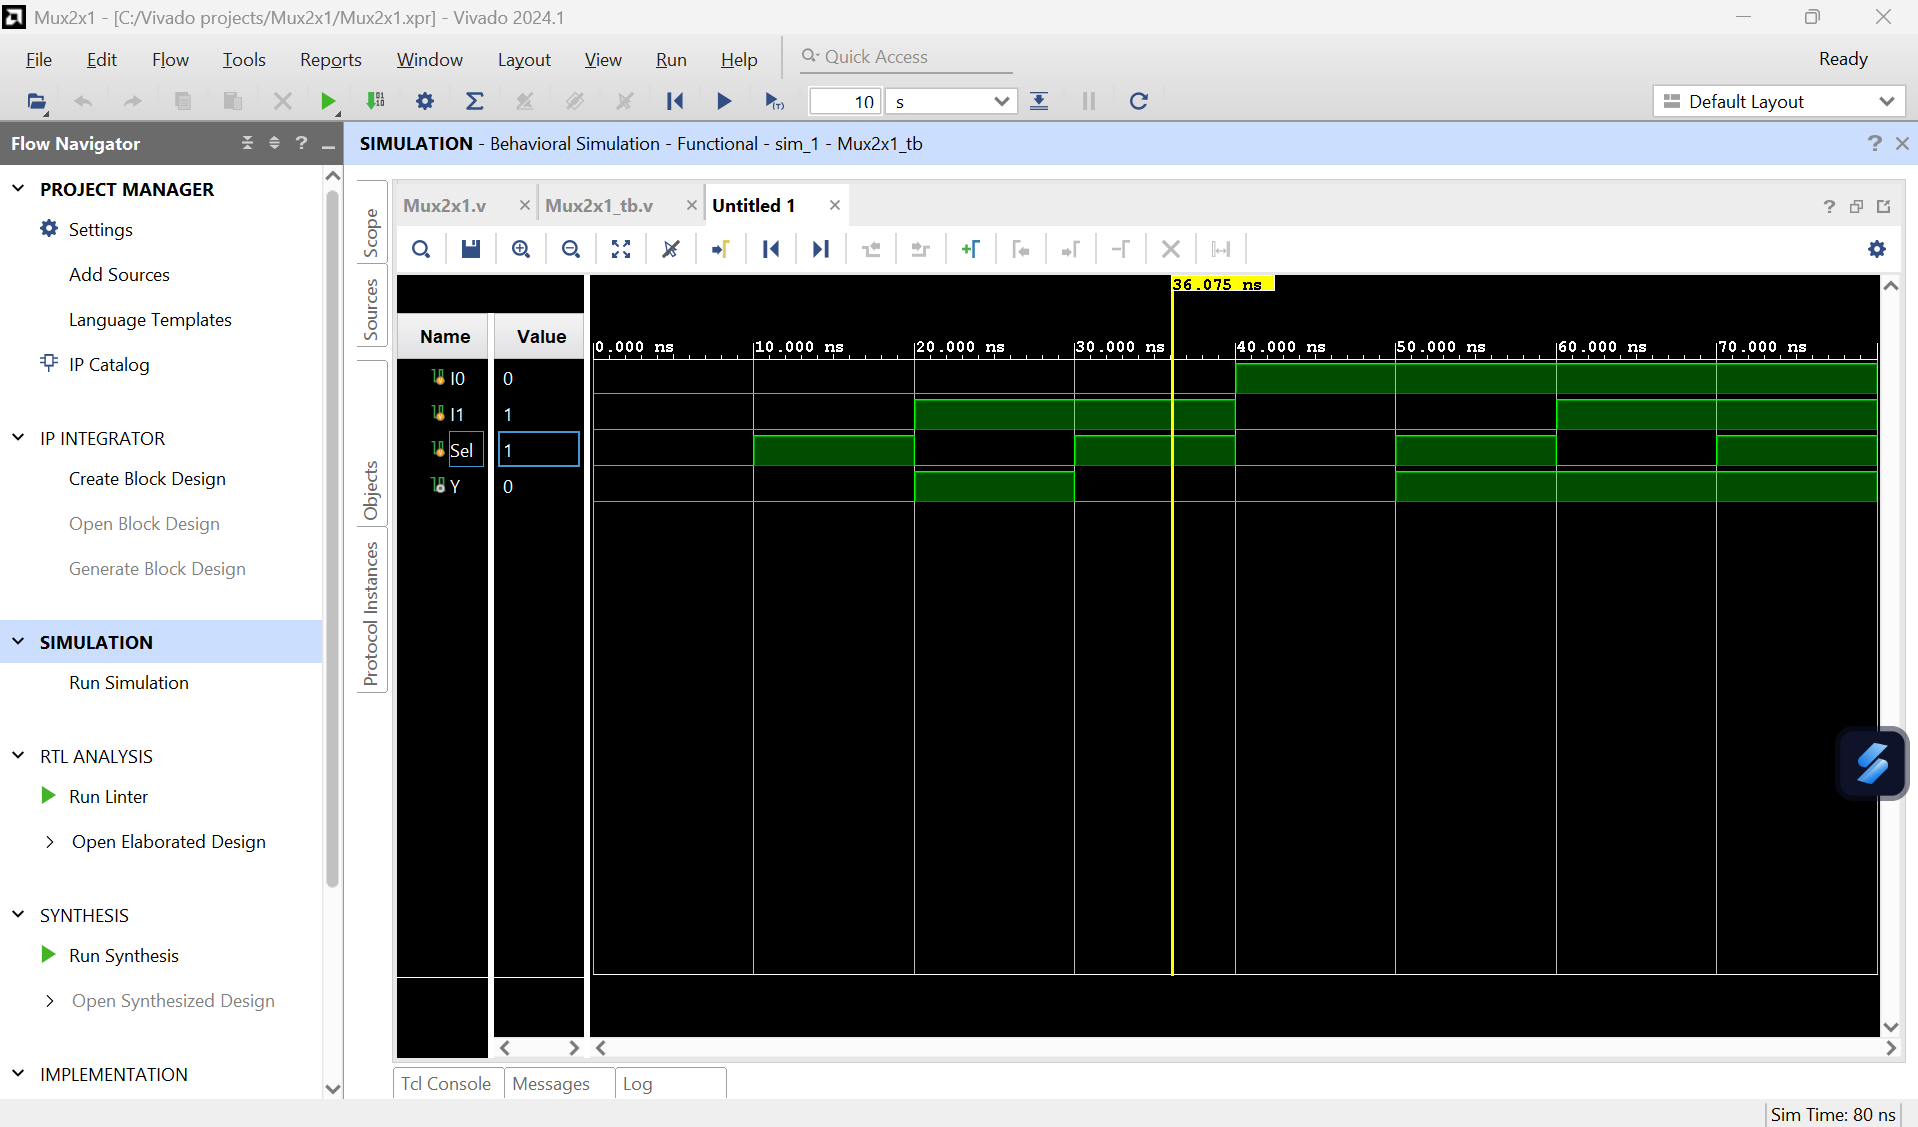 Mux2x1 - [C:/Vivado projects/Mux2x1/Mux2x1.xpr] - Vivado 2024.1
File Edit Flow Tools Reports Window Layout View Run Help Quick Access Ready
10 s Default Layout
Flow Navigator
SIMULATION - Behavioral Simulation - Functional - sim_1 - Mux2x1_tb
PROJECT MANAGER
Settings
Add Sources
Language Templates
IP Catalog
IP INTEGRATOR
Create Block Design
Open Block Design
Generate Block Design
SIMULATION
Run Simulation
RTL ANALYSIS
Run Linter
Open Elaborated Design
SYNTHESIS
Run Synthesis
Open Synthesized Design
IMPLEMENTATION
Scope
Sources
Objects
Protocol Instances
Mux2x1.v Mux2x1_tb.v Untitled 1
36.075 ns
Name Value
0.000 ns 10.000 ns 20.000 ns 30.000 ns 40.000 ns 50.000 ns 60.000 ns 70.000 ns
I0 0
I1 1
Sel 1
Y 0
Tcl Console Messages Log
Sim Time: 80 ns